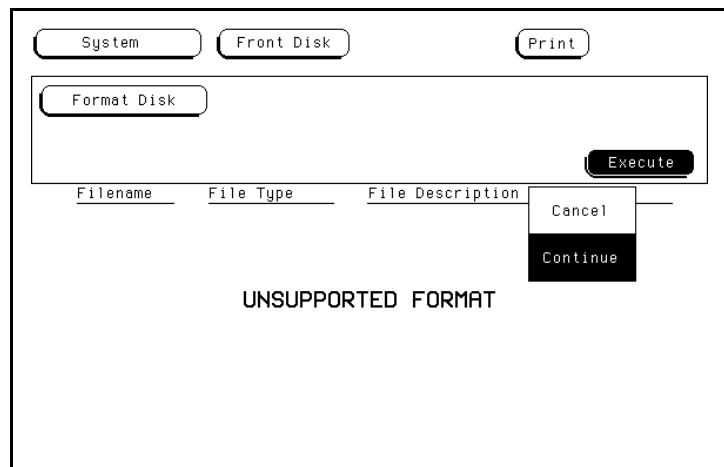 System Front Disk Print
Format Disk
Execute
Filename File Type File Description
Cancel
Continue
UNSUPPORTED FORMAT